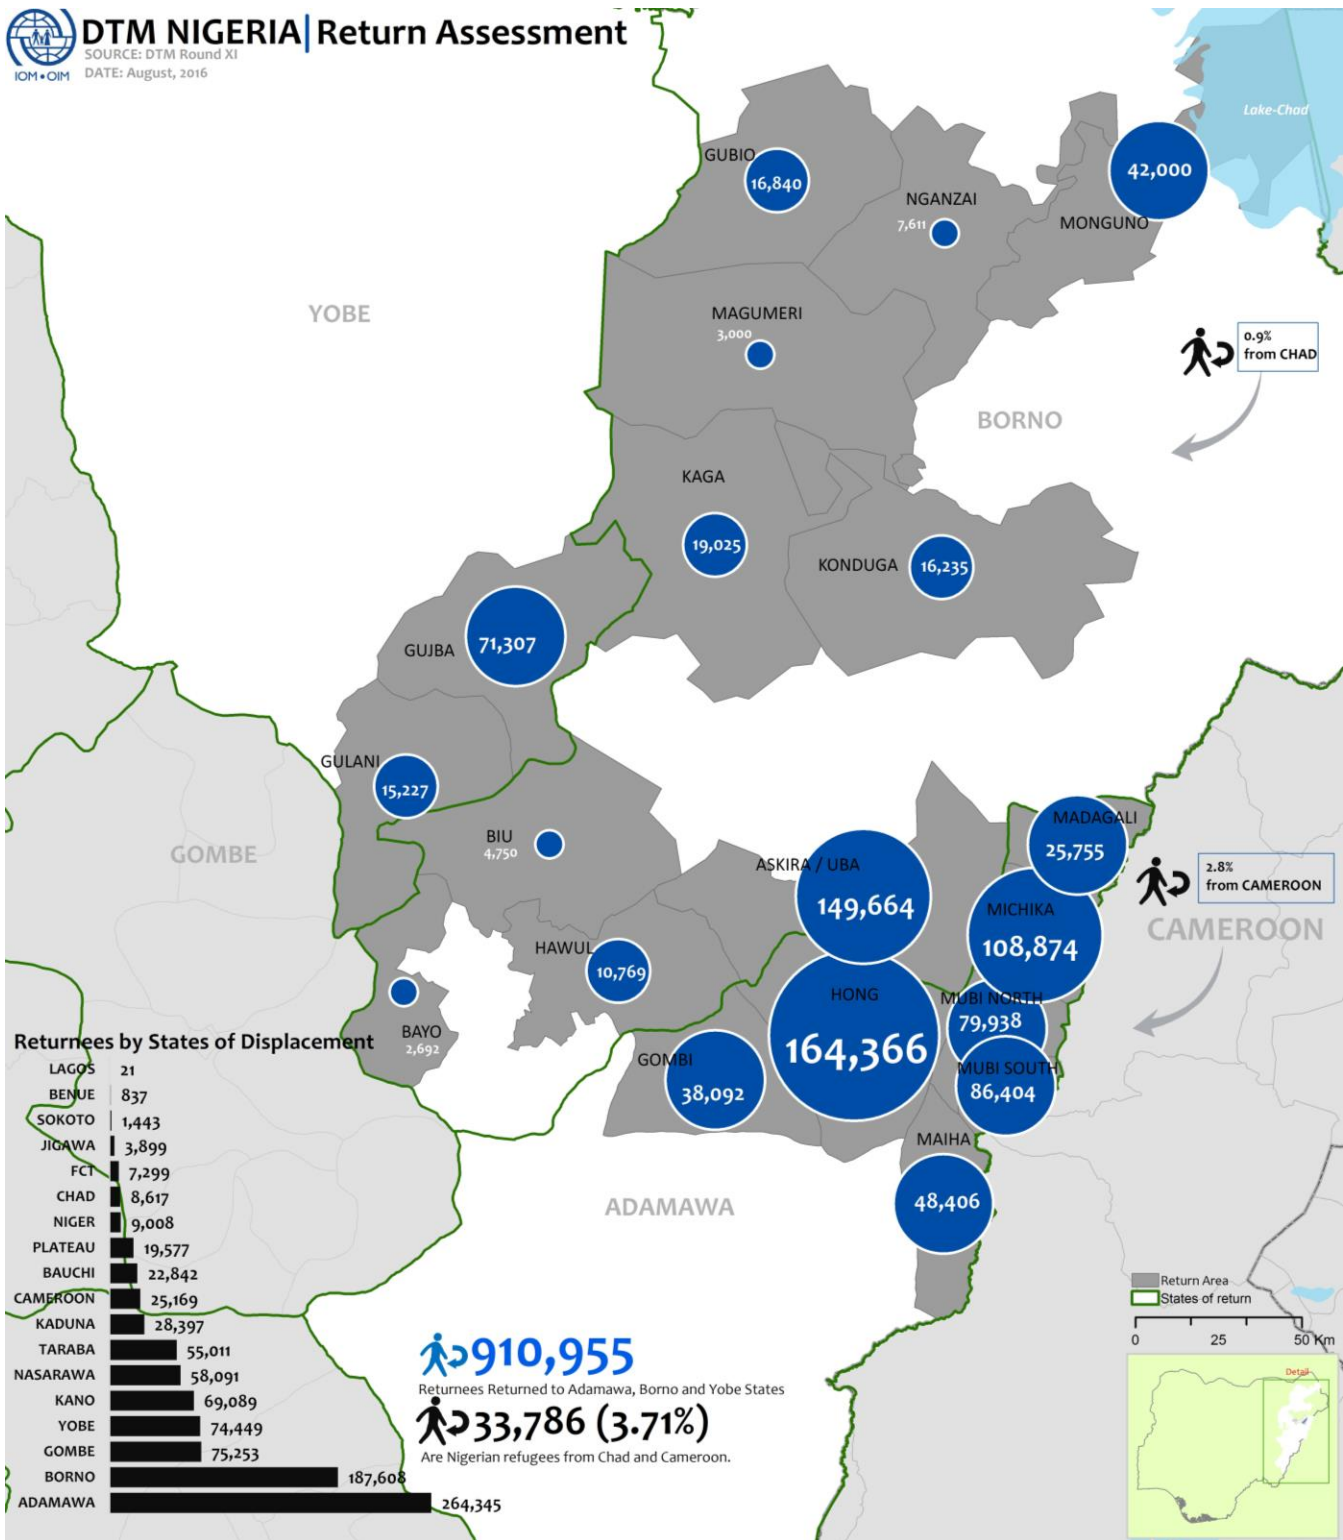 DTM NIGERIA | Return Assessment
SOURCE: DTM Round XI
DATE: August, 2016
IOM • OIM
Lake-Chad
GUBIO
16,840
NGANZAI
7,611
42,000
MONGUNO
YOBE
MAGUMERI
3,000
0.9%
from CHAD
BORNO
KAGA
19,025
KONDUGA
16,235
GUJBA
71,307
GULANI
15,227
BIU
4,750
GOMBE
MADAGALI
25,755
ASKIRA / UBA
149,664
2.8%
from CAMEROON
MICHIKA
108,874
CAMEROON
HAWUL
10,769
HONG
164,366
MUBI NORTH
79,938
BAYO
2,692
GOMBI
38,092
MUBI SOUTH
86,404
MAIHA
48,406
ADAMAWA
Returnees by States of Displacement
LAGOS 21
BENUE 837
SOKOTO 1,443
JIGAWA 3,899
FCT 7,299
CHAD 8,617
NIGER 9,008
PLATEAU 19,577
BAUCHI 22,842
CAMEROON 25,169
KADUNA 28,397
TARABA 55,011
NASARAWA 58,091
KANO 69,089
YOBE 74,449
GOMBE 75,253
BORNO 187,608
ADAMAWA 264,345
910,955
Returnees Returned to Adamawa, Borno and Yobe States
33,786 (3.71%)
Are Nigerian refugees from Chad and Cameroon.
Return Area
States of return
0 25 50 Km
Detail